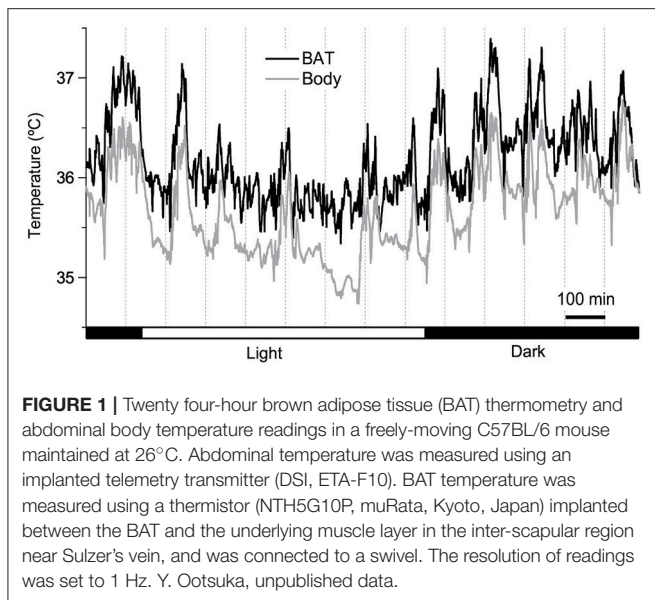 BAT
Body
37
36
35
Temperature (ºC)
100 min
Light
Dark
FIGURE 1 | Twenty four-hour brown adipose tissue (BAT) thermometry and
abdominal body temperature readings in a freely-moving C57BL/6 mouse
maintained at 26°C. Abdominal temperature was measured using an
implanted telemetry transmitter (DSI, ETA-F10). BAT temperature was
measured using a thermistor (NTH5G10P, muRata, Kyoto, Japan) implanted
between the BAT and the underlying muscle layer in the inter-scapular region
near Sulzer's vein, and was connected to a swivel. The resolution of readings
was set to 1 Hz. Y. Ootsuka, unpublished data.